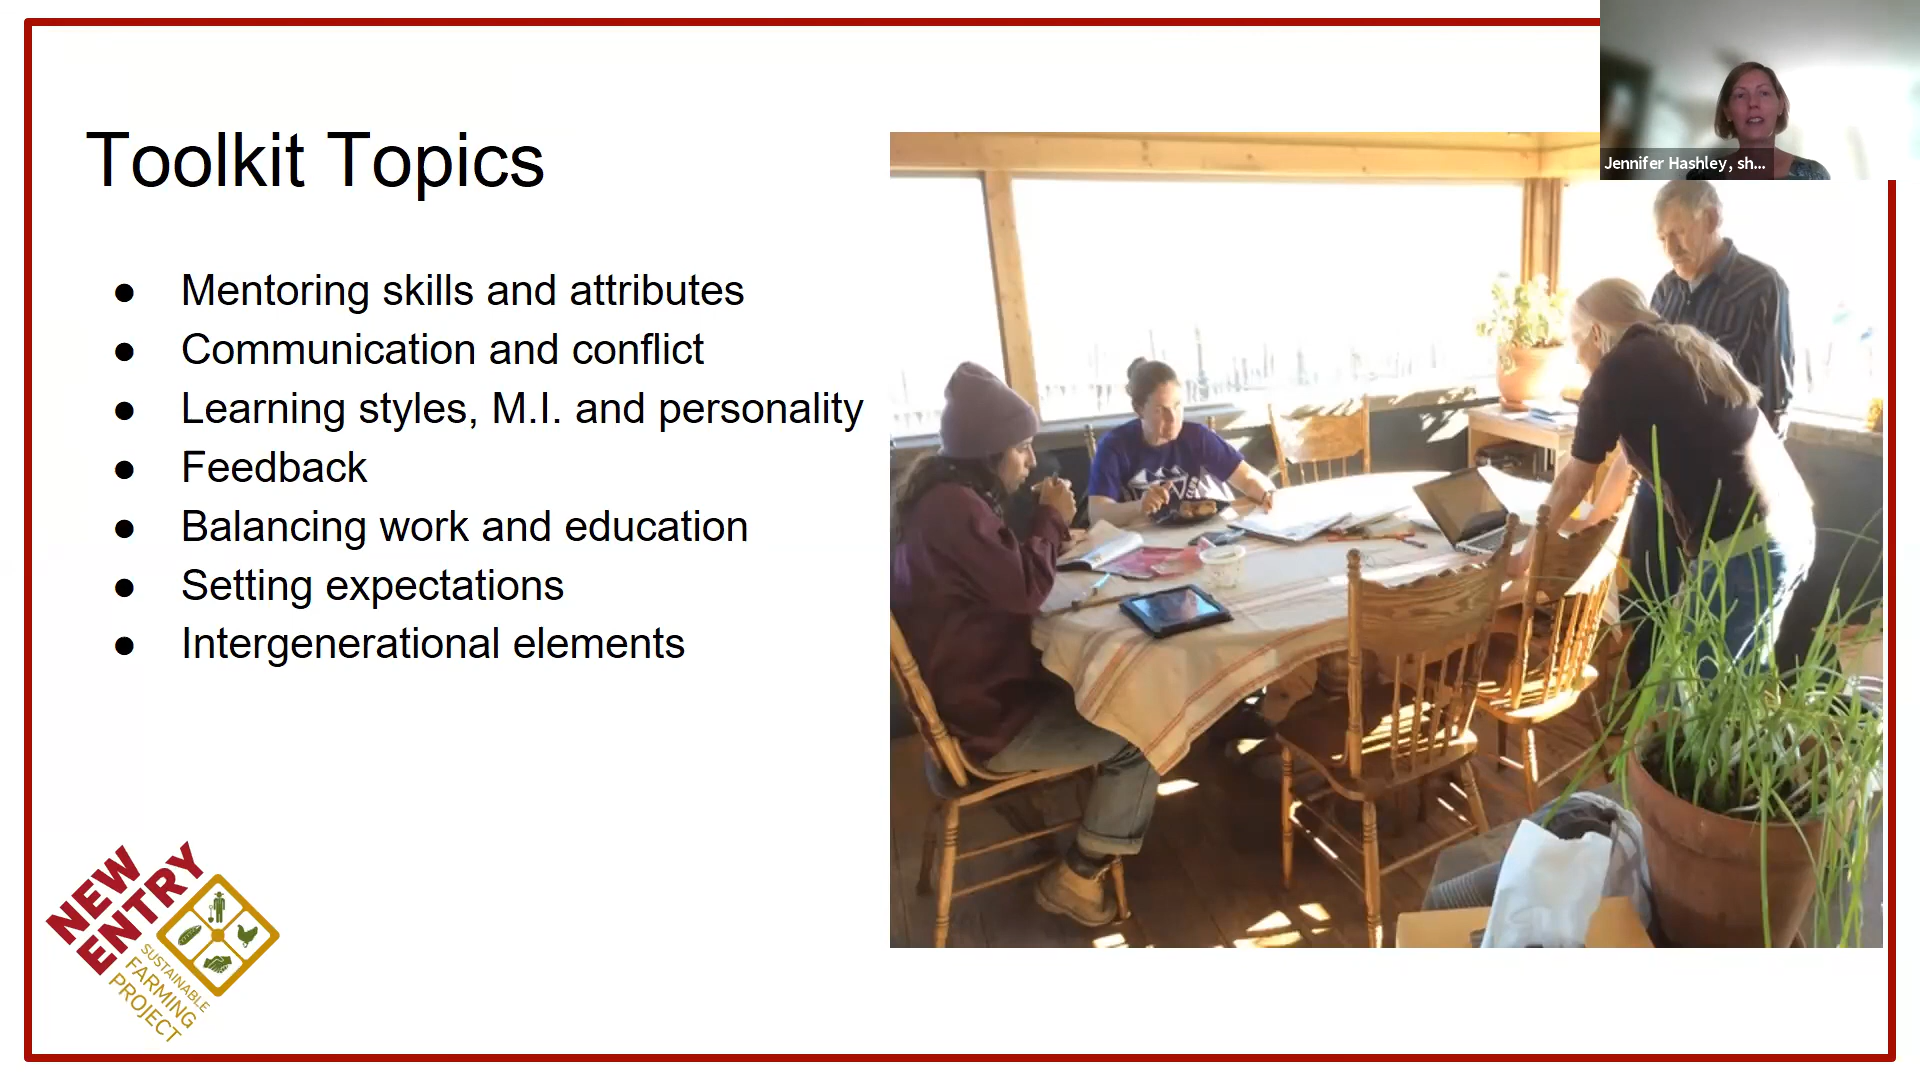 Toolkit Topics
● Mentoring skills and attributes
● Communication and conflict
● Learning styles, M.I. and personality
● Feedback
● Balancing work and education
● Setting expectations
● Intergenerational elements
Jennifer Hashley, sh...
CLUB
NEW
ENTRY
SUSTAINABLE
FARMING
PROJECT